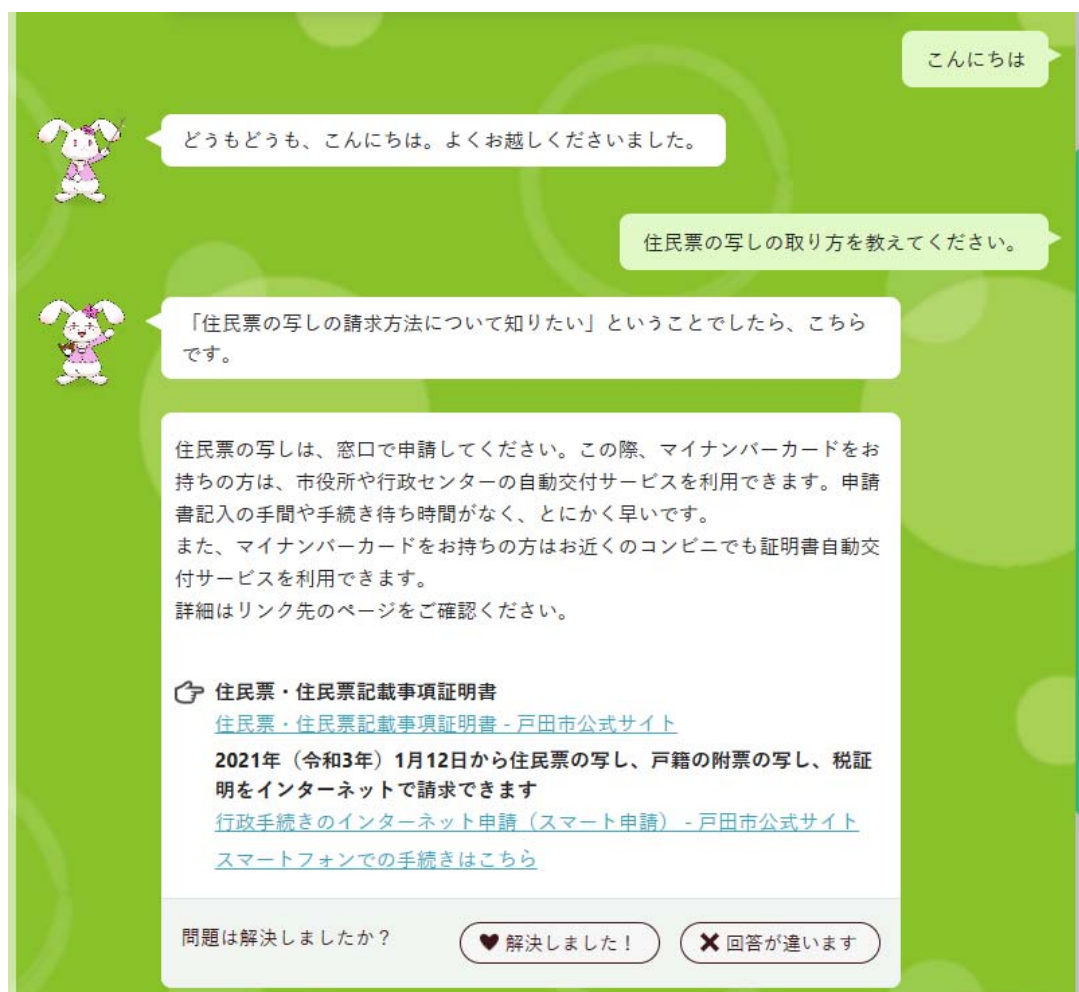 こんにちは
どうもどうも、こんにちは。よくお越しくださいました。
住民票の写しの取り方を教えてください。
「住民票の写しの請求方法について知りたい」ということでしたら、こちら
です。
住民票の写しは、窓口で申請してください。この際、マイナンバーカードをお
持ちの方は、市役所や行政センターの自動交付サービスを利用できます。申請
書記入の手間や手続き待ち時間がなく、とにかく早いです。
また、マイナンバーカードをお持ちの方はお近くのコンビニでも証明書自動交
付サービスを利用できます。
詳細はリンク先のページをご確認ください。
住民票・住民票記載事項証明書
住民票・住民票記載事項証明書 - 戸田市公式サイト
2021年（令和3年）1月12日から住民票の写し、戸籍の附票の写し、税証
明をインターネットで請求できます
行政手続きのインターネット申請（スマート申請） - 戸田市公式サイト
スマートフォンでの手続きはこちら
問題は解決しましたか？
解決しました！
回答が違います